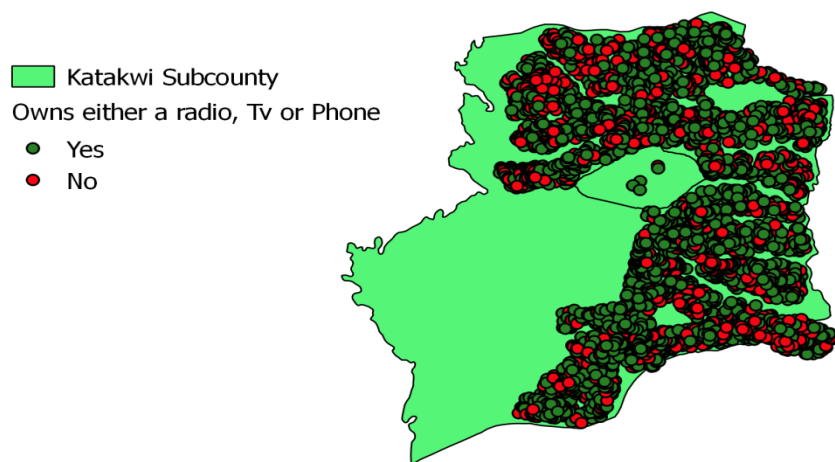 Katakwi Subcounty
Owns either a radio, Tv or Phone
Yes
No